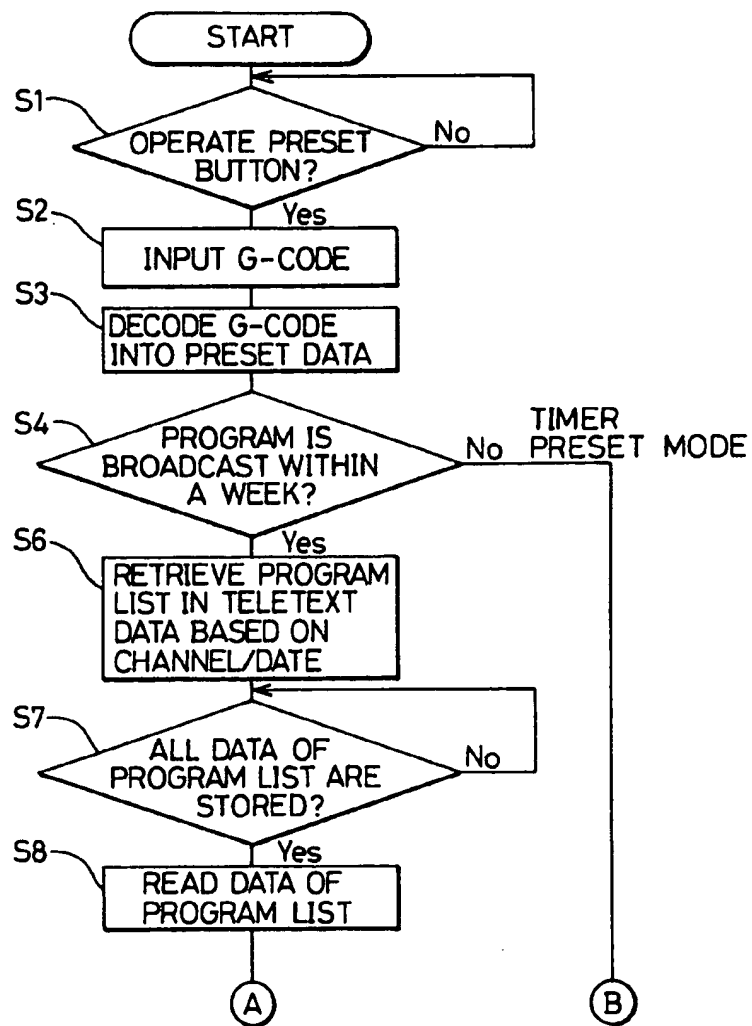 START
S1
OPERATE PRESET
BUTTON?
No
Yes
S2
INPUT G-CODE
S3
DECODE G-CODE
INTO PRESET DATA
S4
PROGRAM IS
BROADCAST WITHIN
A WEEK?
No
TIMER
PRESET MODE
Yes
S6
RETRIEVE PROGRAM
LIST IN TELETEXT
DATA BASED ON
CHANNEL/DATE
S7
ALL DATA OF
PROGRAM LIST ARE
STORED?
No
Yes
S8
READ DATA OF
PROGRAM LIST
A
B